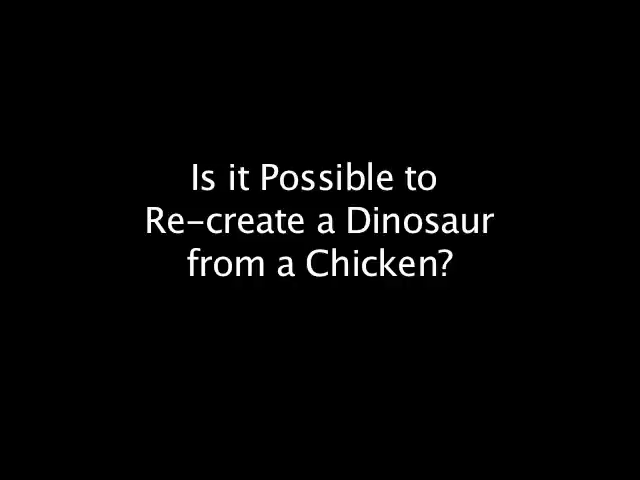 Is it Possible to
Re-create a Dinosaur
from a Chicken?